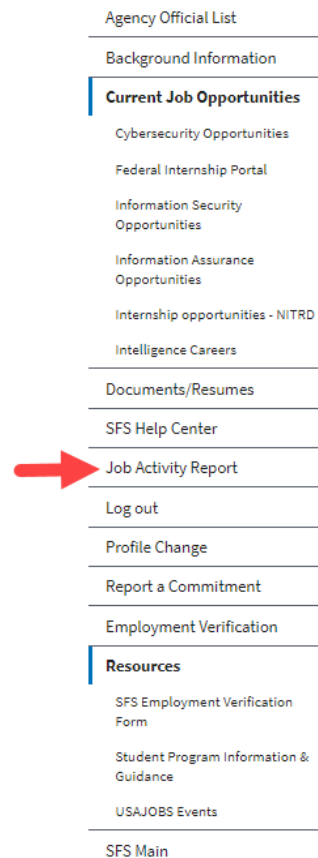 Agency Official List
Background Information
Current Job Opportunities
Cybersecurity Opportunities
Federal Internship Portal
Information Security
Opportunities
Information Assurance
Opportunities
Internship opportunities - NITRD
Intelligence Careers
Documents/Resumes
SFS Help Center
Job Activity Report
Log out
Profile Change
Report a Commitment
Employment Verification
Resources
SFS Employment Verification
Form
Student Program Information &
Guidance
USAJOBS Events
SFS Main